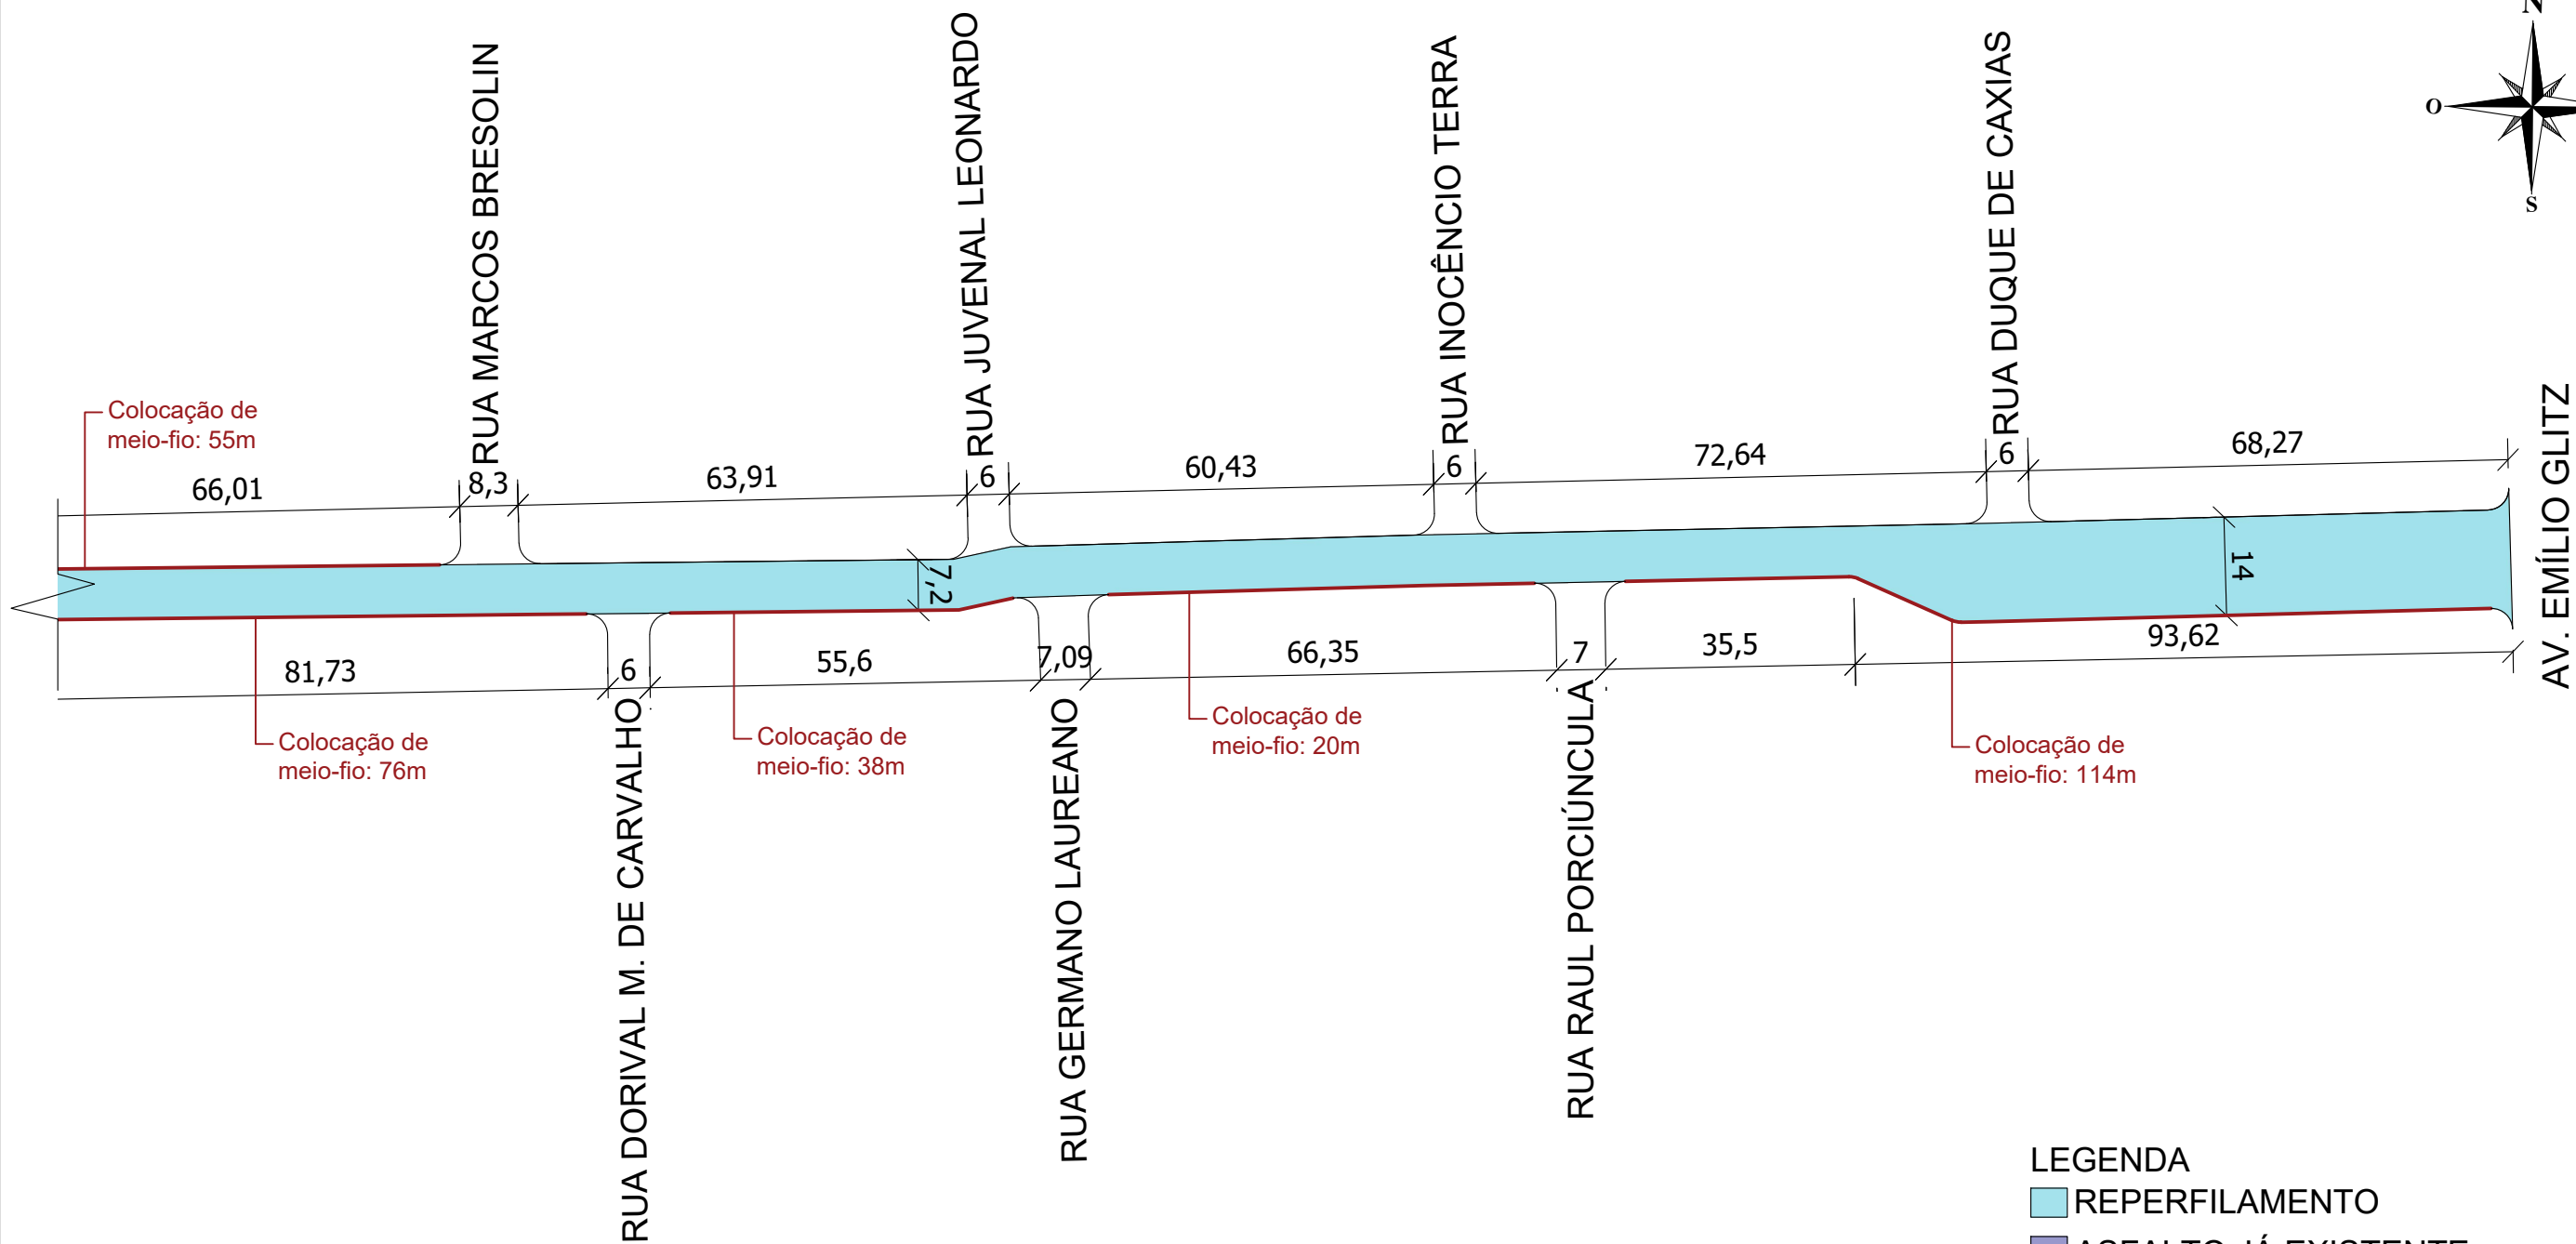 N
O
S
RUA MARCOS BRESOLIN
RUA JUVENAL LEONARDO
RUA INOCÊNCIO TERRA
RUA DUQUE DE CAXIAS
AV. EMÍLIO GLITZ
Colocação de
meio-fio: 55m
66,01
8,3
63,91
6
60,43
6
72,64
6
68,27
7,2
14
81,73
6
55,6
7,09
66,35
7
35,5
93,62
Colocação de
meio-fio: 76m
Colocação de
meio-fio: 38m
Colocação de
meio-fio: 20m
Colocação de
meio-fio: 114m
RUA DORIVAL M. DE CARVALHO
RUA GERMANO LAUREANO
RUA RAUL PORCIÚNCULA
LEGENDA
REPERFILAMENTO
ASFALTO JÁ EXISTENTE